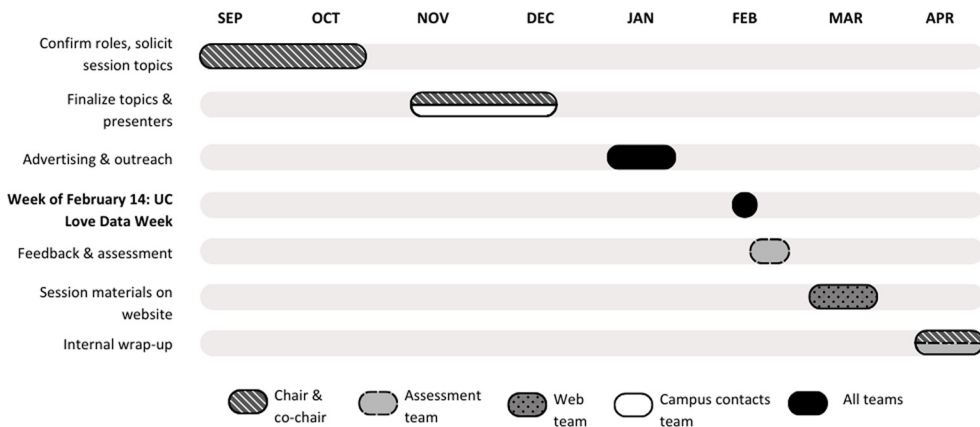 SEP OCT NOV DEC JAN FEB MAR APR
Confirm roles, solicit
session topics
Finalize topics &
presenters
Advertising & outreach
Week of February 14: UC
Love Data Week
Feedback & assessment
Session materials on
website
Internal wrap-up
Chair &
co-chair
Assessment
team
Web
team
Campus contacts
team
All teams